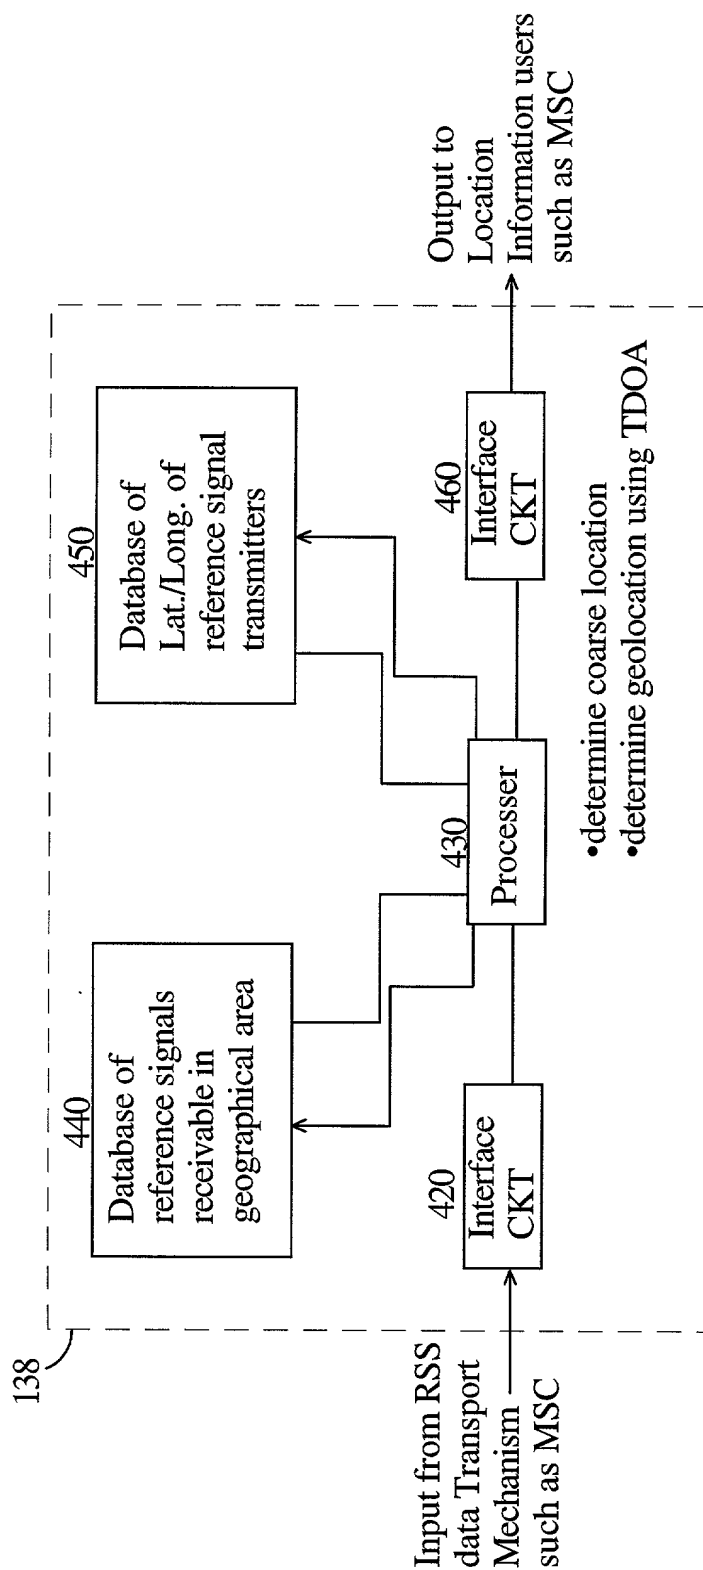 138
440
Database of
reference signals
receivable in
geographical area
450
Database of
Lat./Long. of
reference signal
transmitters
Input from RSS
data Transport
Mechanism
such as MSC
420
Interface
CKT
430
Processer
460
Interface
CKT
Output to
Location
Information users
such as MSC
•determine coarse location
•determine geolocation using TDOA